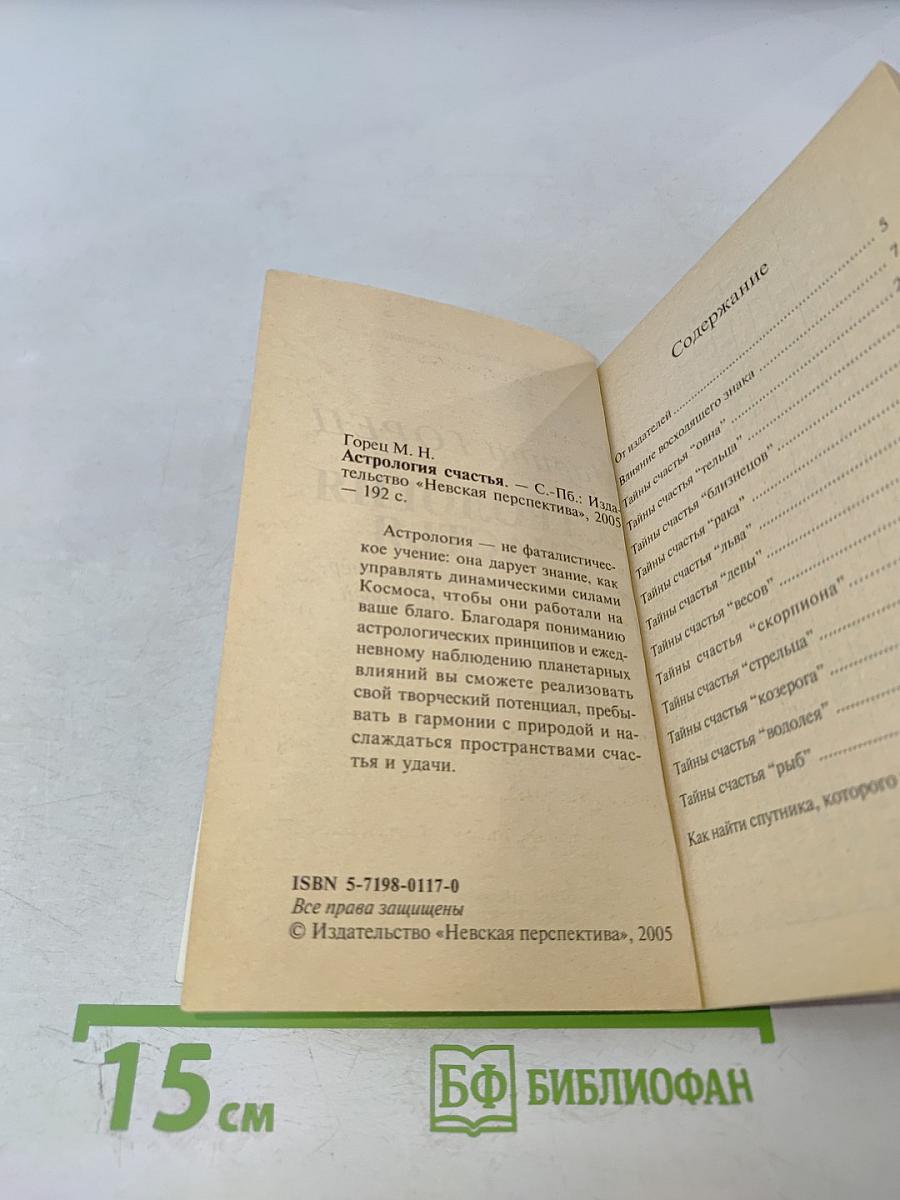 Горец М. Н.
Астрология счастья. — С.-Пб.: Изда-
тельство «Невская перспектива», 2005
— 192 с.
Астрология — не фаталистичес-
кое учение: она дарует знание, как
управлять динамическими силами
Космоса, чтобы они работали на
ваше благо. Благодаря пониманию
астрологических принципов и ежед-
невному наблюдению планетарных
влияний вы сможете реализовать
свой творческий потенциал, пребы-
вать в гармонии с природой и на-
слаждаться пространствами счас-
тья и удачи.
ISBN 5-7198-0117-0
Все права защищены
© Издательство «Невская перспектива», 2005
Содержание
От издателей 5
Влияние восходящего знака 7
Тайны счастья "овна" 2
Тайны счастья "тельца"
Тайны счастья "близнецов"
Тайны счастья "рака"
Тайны счастья "льва"
Тайны счастья "девы"
Тайны счастья "весов"
Тайны счастья "скорпиона"
Тайны счастья "стрельца"
Тайны счастья "козерога"
Тайны счастья "водолея"
Тайны счастья "рыб"
Как найти спутника, которого
15 см
БФ БИБЛИОФАН